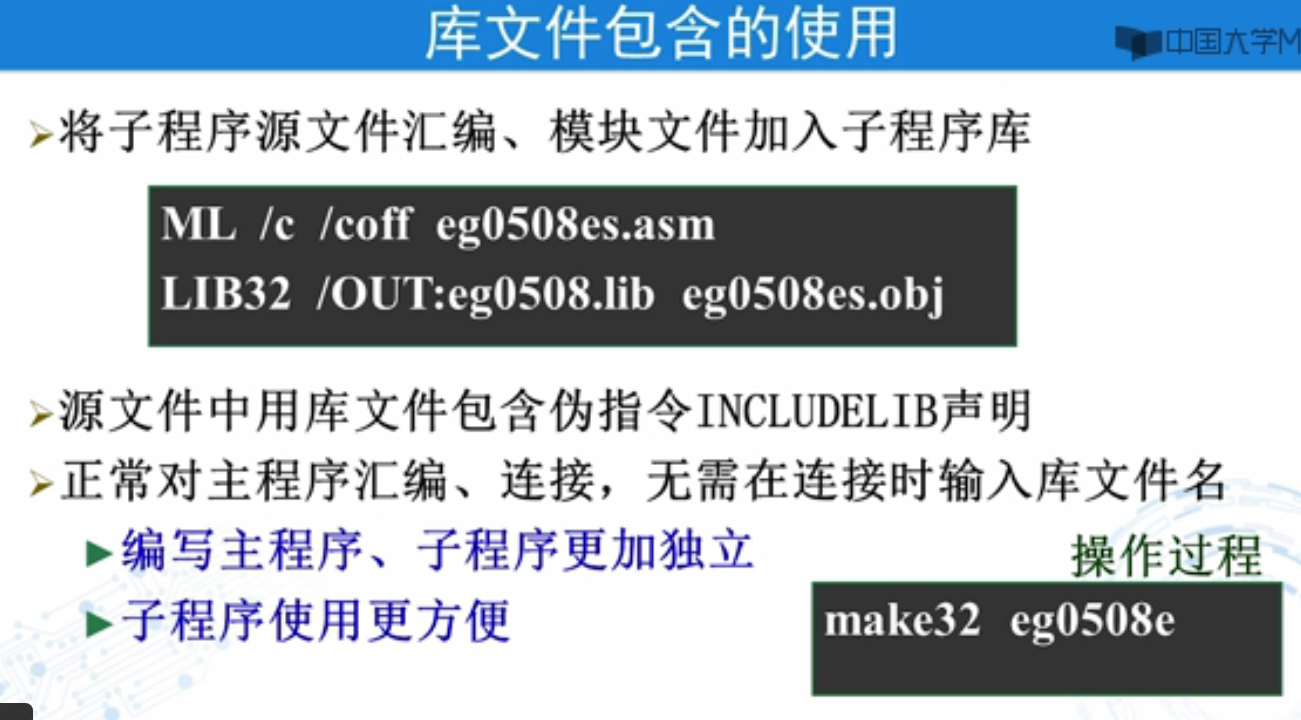 库文件包含的使用
中国大学M
将子程序源文件汇编、模块文件加入子程序库
ML /c /coff eg0508es.asm
LIB32 /OUT:eg0508.lib eg0508es.obj
源文件中用库文件包含伪指令INCLUDELIB声明
正常对主程序汇编、连接，无需在连接时输入库文件名
编写主程序、子程序更加独立
子程序使用更方便
操作过程
make32 eg0508e